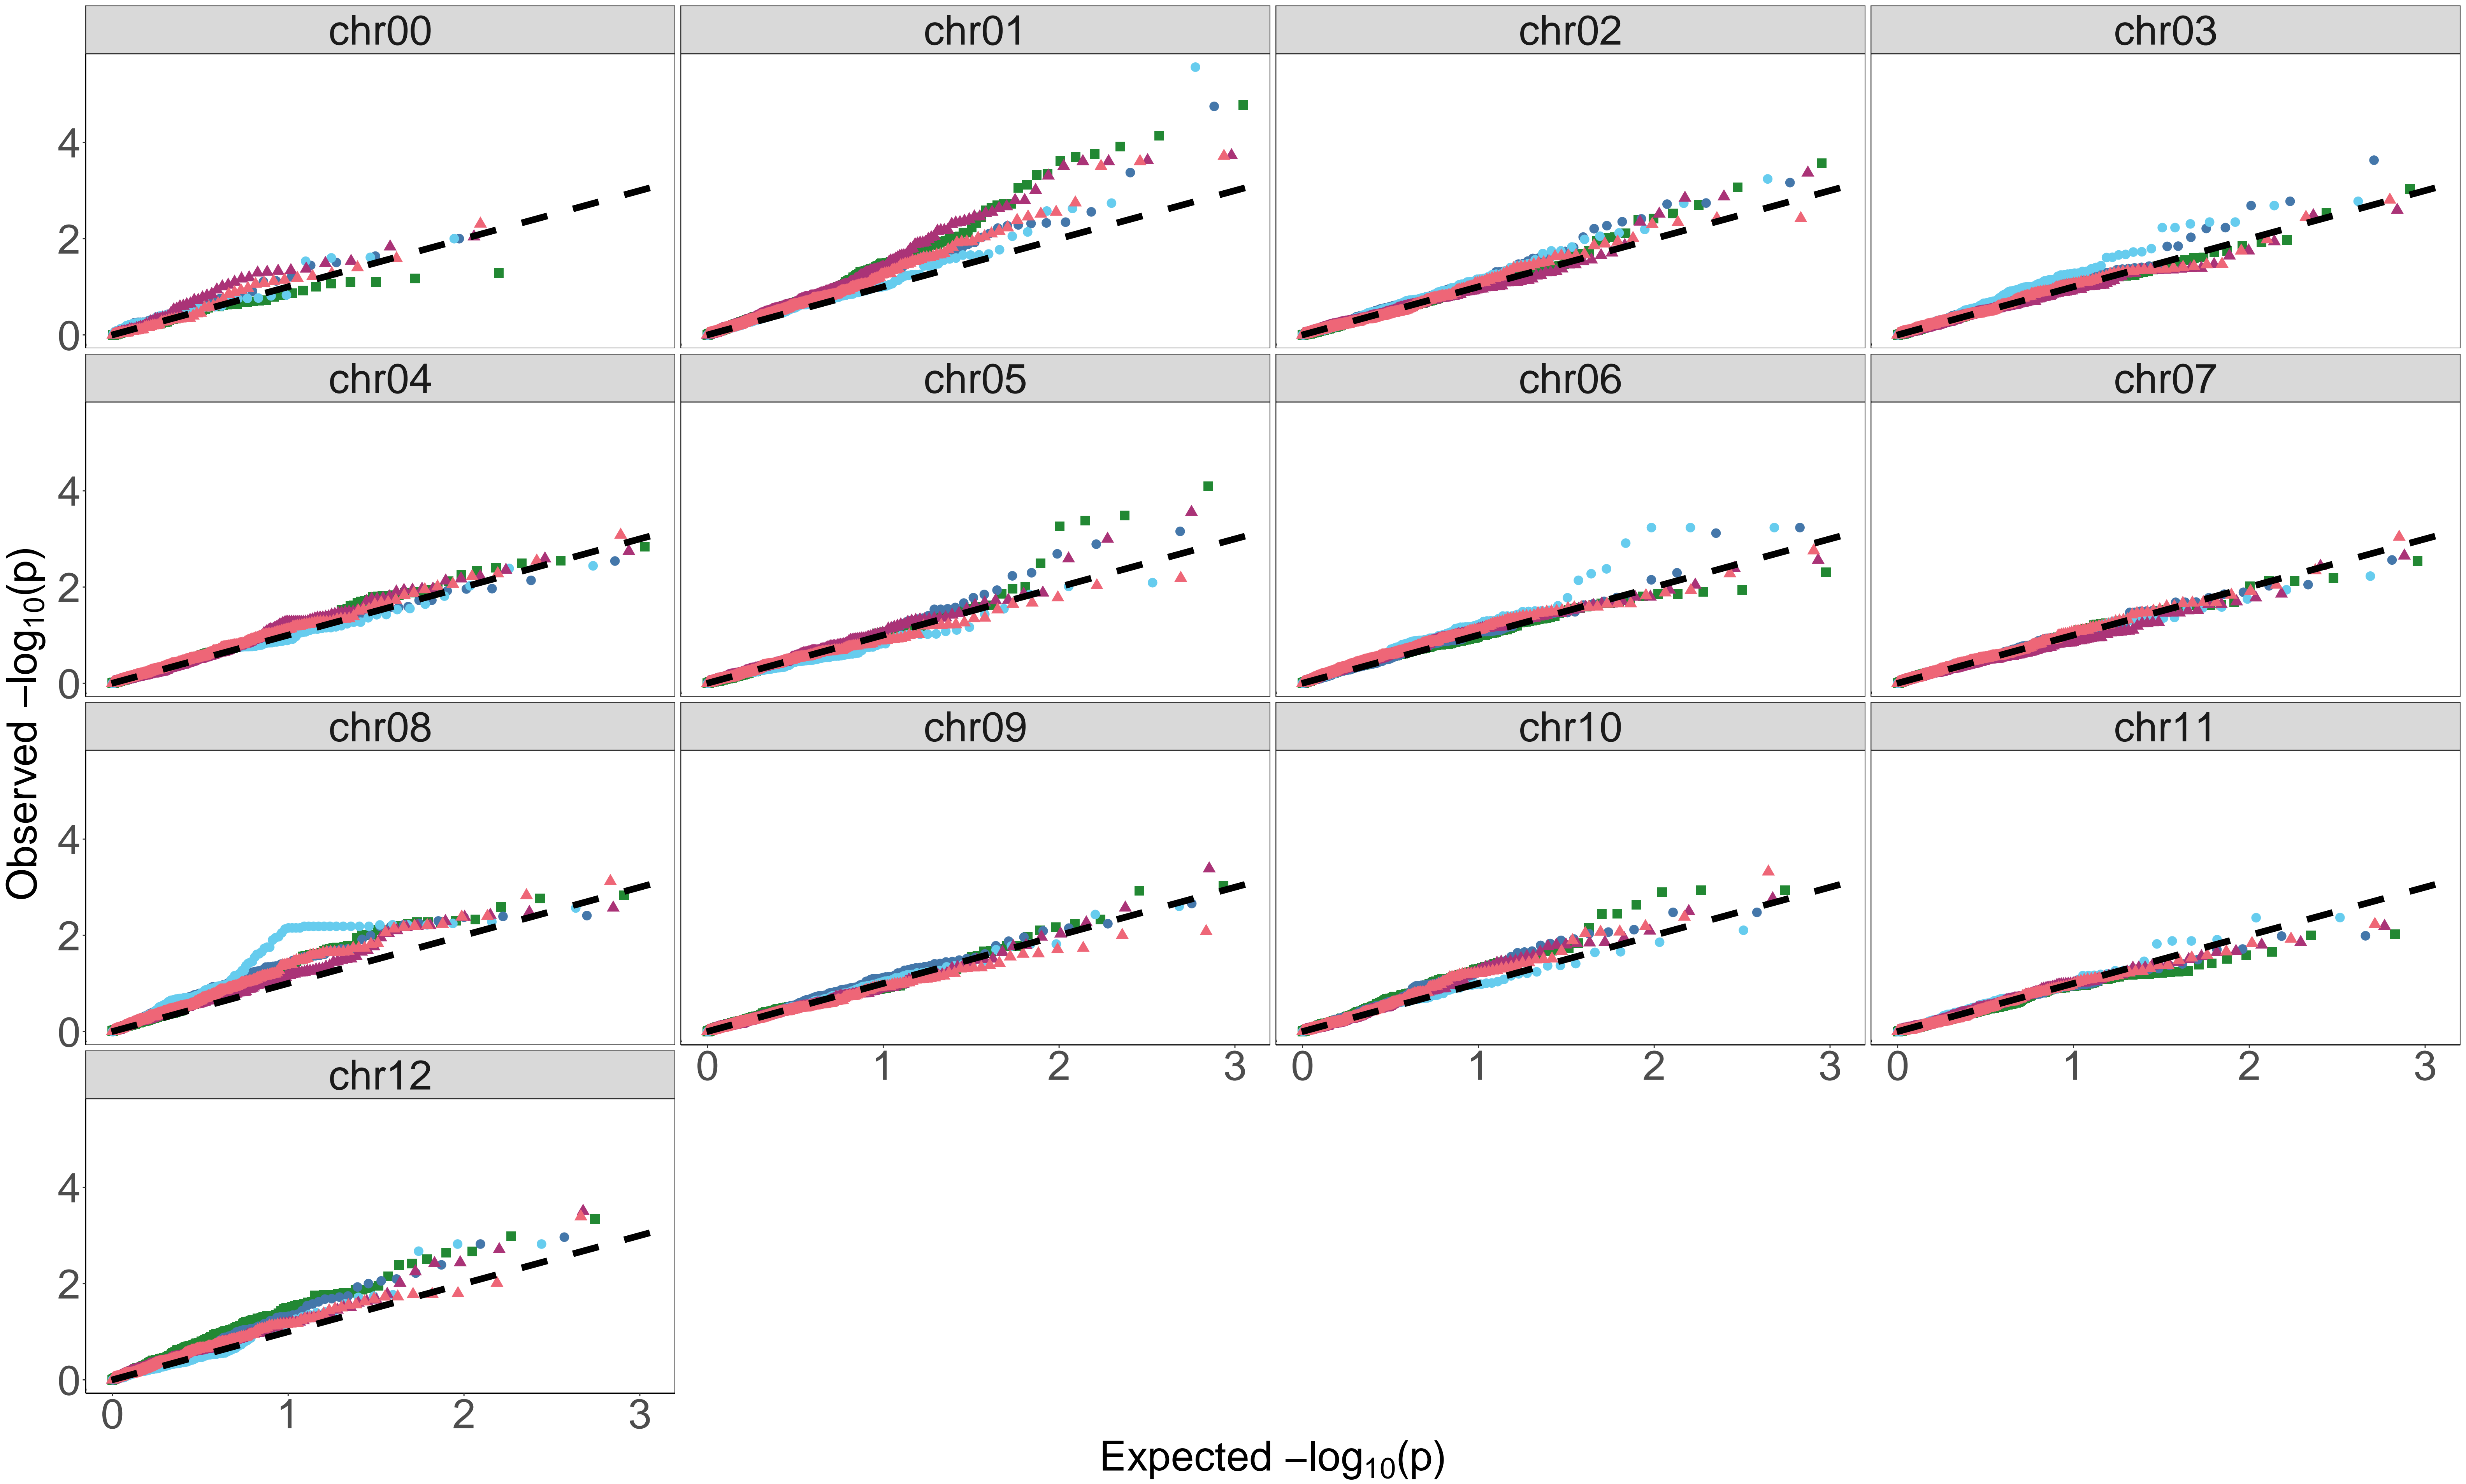 chr00 chr01 chr02 chr03
4
2
0
chr04 chr05 chr06 chr07
4
2
0
Observed –log10(p)
chr08 chr09 chr10 chr11
4
2
0
0 1 2 3 0 1 2 3 0 1 2 3
chr12
4
2
0
0 1 2 3
Expected –log10(p)